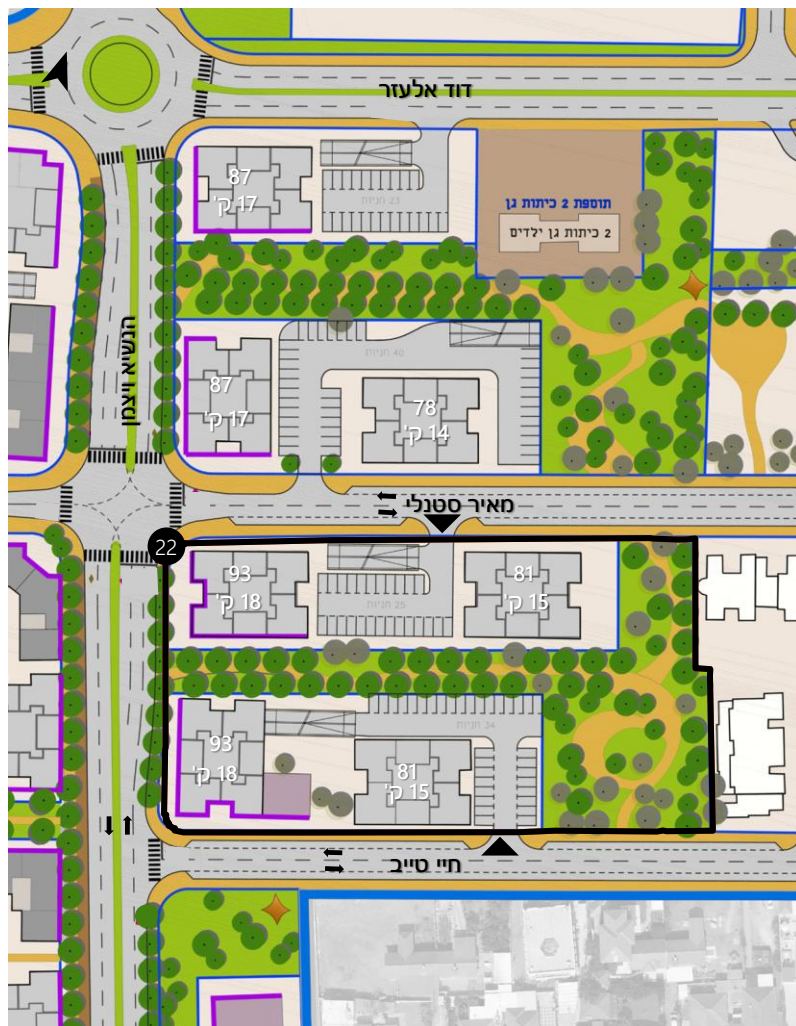 דוד אלעזר
87
17 ק'
23 חניות
תוספת 2 כיתות גן
2 כיתות גן ילדים
הנשיא ויצמן
40 חניות
87
17 ק'
78
14 ק'
מאיר סטנלי
22
93
18 ק'
25 חניות
81
15 ק'
93
18 ק'
34 חניות
81
15 ק'
חיי טייב